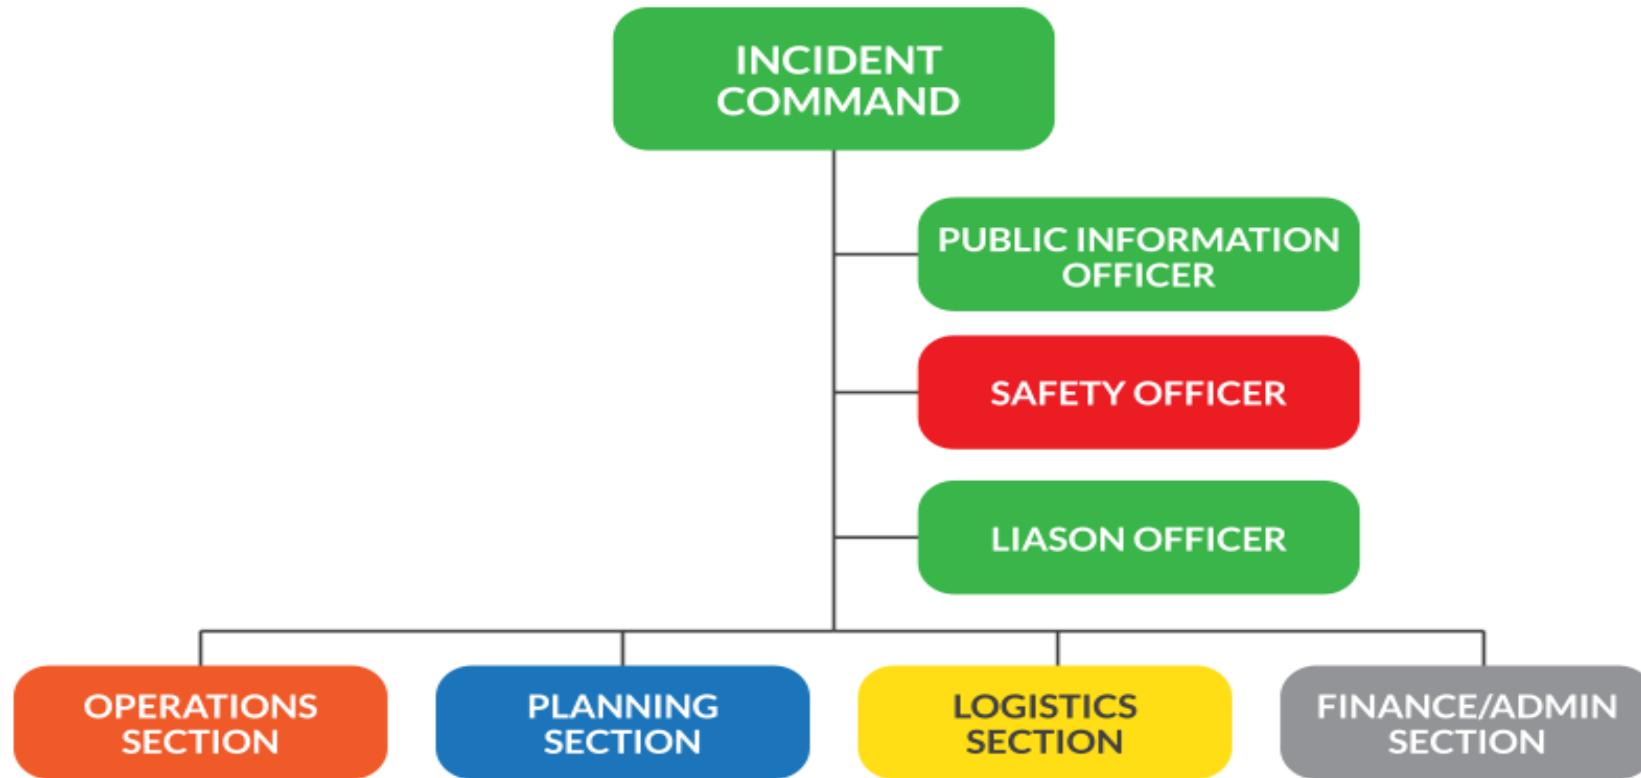 INCIDENT
COMMAND
PUBLIC INFORMATION
OFFICER
SAFETY OFFICER
LIASON OFFICER
OPERATIONS
SECTION
PLANNING
SECTION
LOGISTICS
SECTION
FINANCE/ADMIN
SECTION